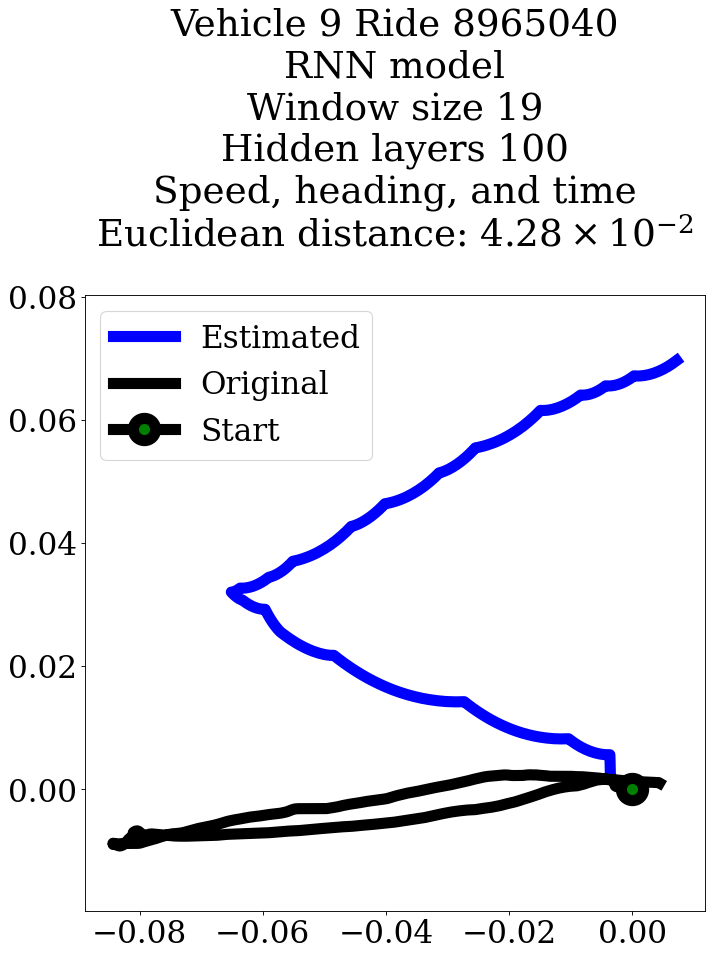 Vehicle 9 Ride 8965040
RNN model
Window size 19
Hidden layers 100
Speed, heading, and time
Euclidean distance: 4.28 × 10⁻²
0.08
0.06
0.04
0.02
0.00
Estimated
Original
Start
−0.08 −0.06 −0.04 −0.02 0.00